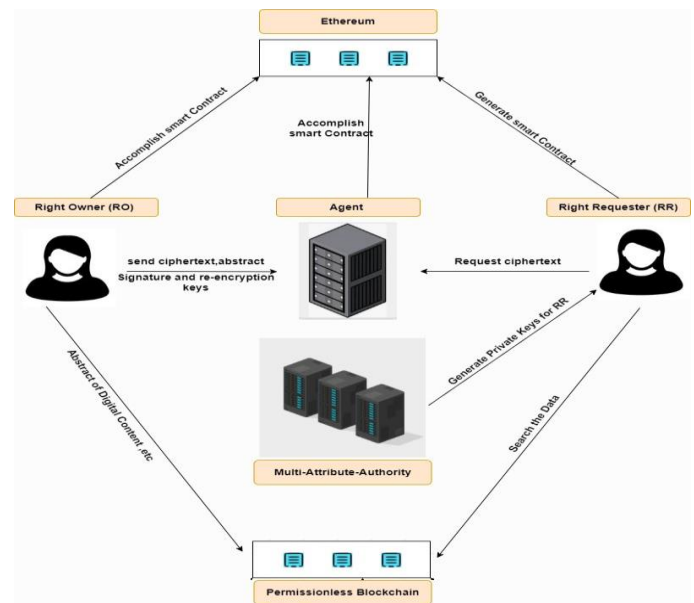 Ethereum
Accomplish smart Contract
Accomplish
smart Contract
Generate smart Contract
Right Owner (RO)
Agent
Right Requester (RR)
send ciphertext,abstract
Signature and re-encryption
keys
Request ciphertext
Generate Private Keys for RR
Abstract of Digital Content ,etc
Search the Data
Multi-Attribute-Authority
Permissionless Blockchain